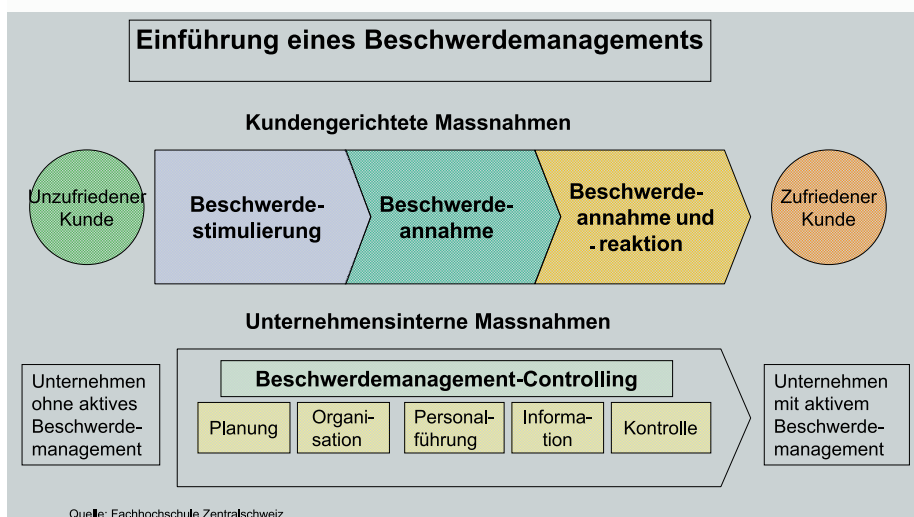 Einführung eines Beschwerdemanagements
Kundengerichtete Massnahmen
Unzufriedener
Kunde
Beschwerde-
stimulierung
Beschwerde-
annahme
Beschwerde-
annahme und
- reaktion
Zufriedener
Kunde
Unternehmensinterne Massnahmen
Unternehmen
ohne aktives
Beschwerde-
management
Beschwerdemanagement-Controlling
Planung
Organi-
sation
Personal-
führung
Informa-
tion
Kontrolle
Unternehmen
mit aktivem
Beschwerde-
management
Quelle: Fachhochschule Zentralschweiz